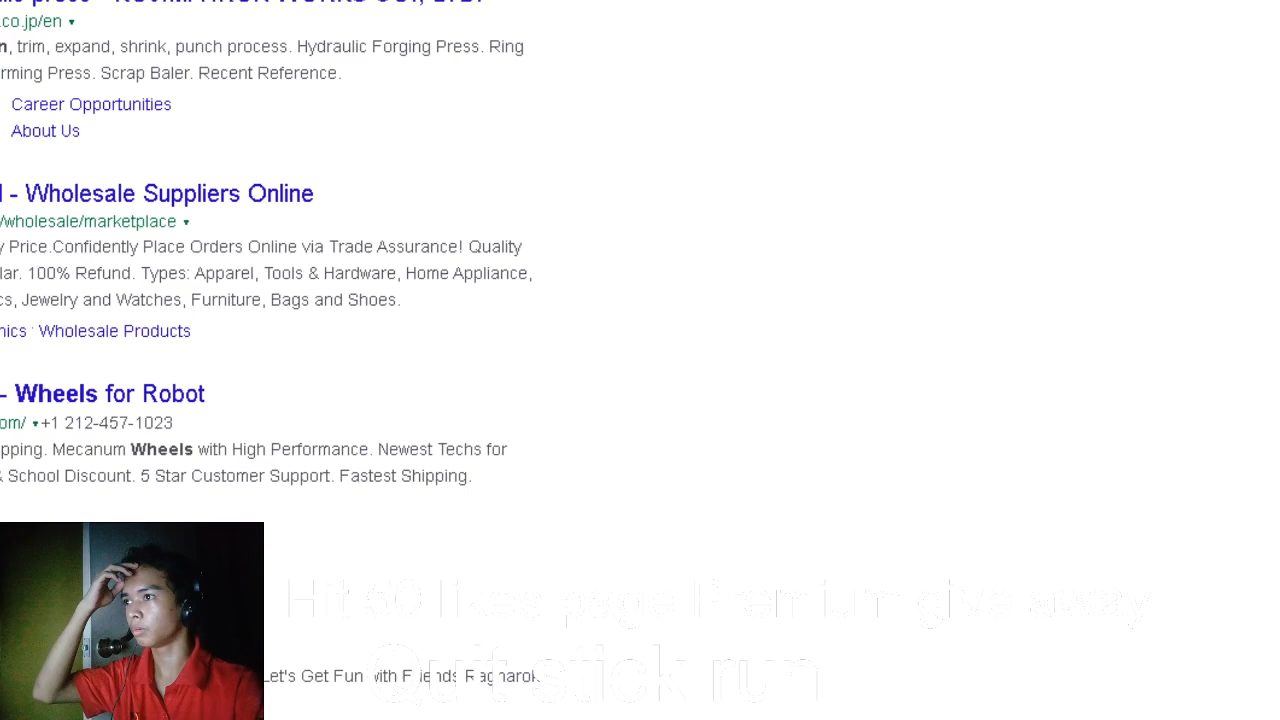 .co.jp/en ▾
n, trim, expand, shrink, punch process. Hydraulic Forging Press. Ring
rming Press. Scrap Baler. Recent Reference.
Career Opportunities
About Us
- Wholesale Suppliers Online
/wholesale/marketplace ▾
y Price.Confidently Place Orders Online via Trade Assurance! Quality
lar. 100% Refund. Types: Apparel, Tools & Hardware, Home Appliance,
cs, Jewelry and Watches, Furniture, Bags and Shoes.
nics · Wholesale Products
- Wheels for Robot
om/ ▾+1 212-457-1023
pping. Mecanum Wheels with High Performance. Newest Techs for
& School Discount. 5 Star Customer Support. Fastest Shipping.
Hit 50 likes page Premium give away
Quit stick run
Let's Get Fun with Friends Ragnarok